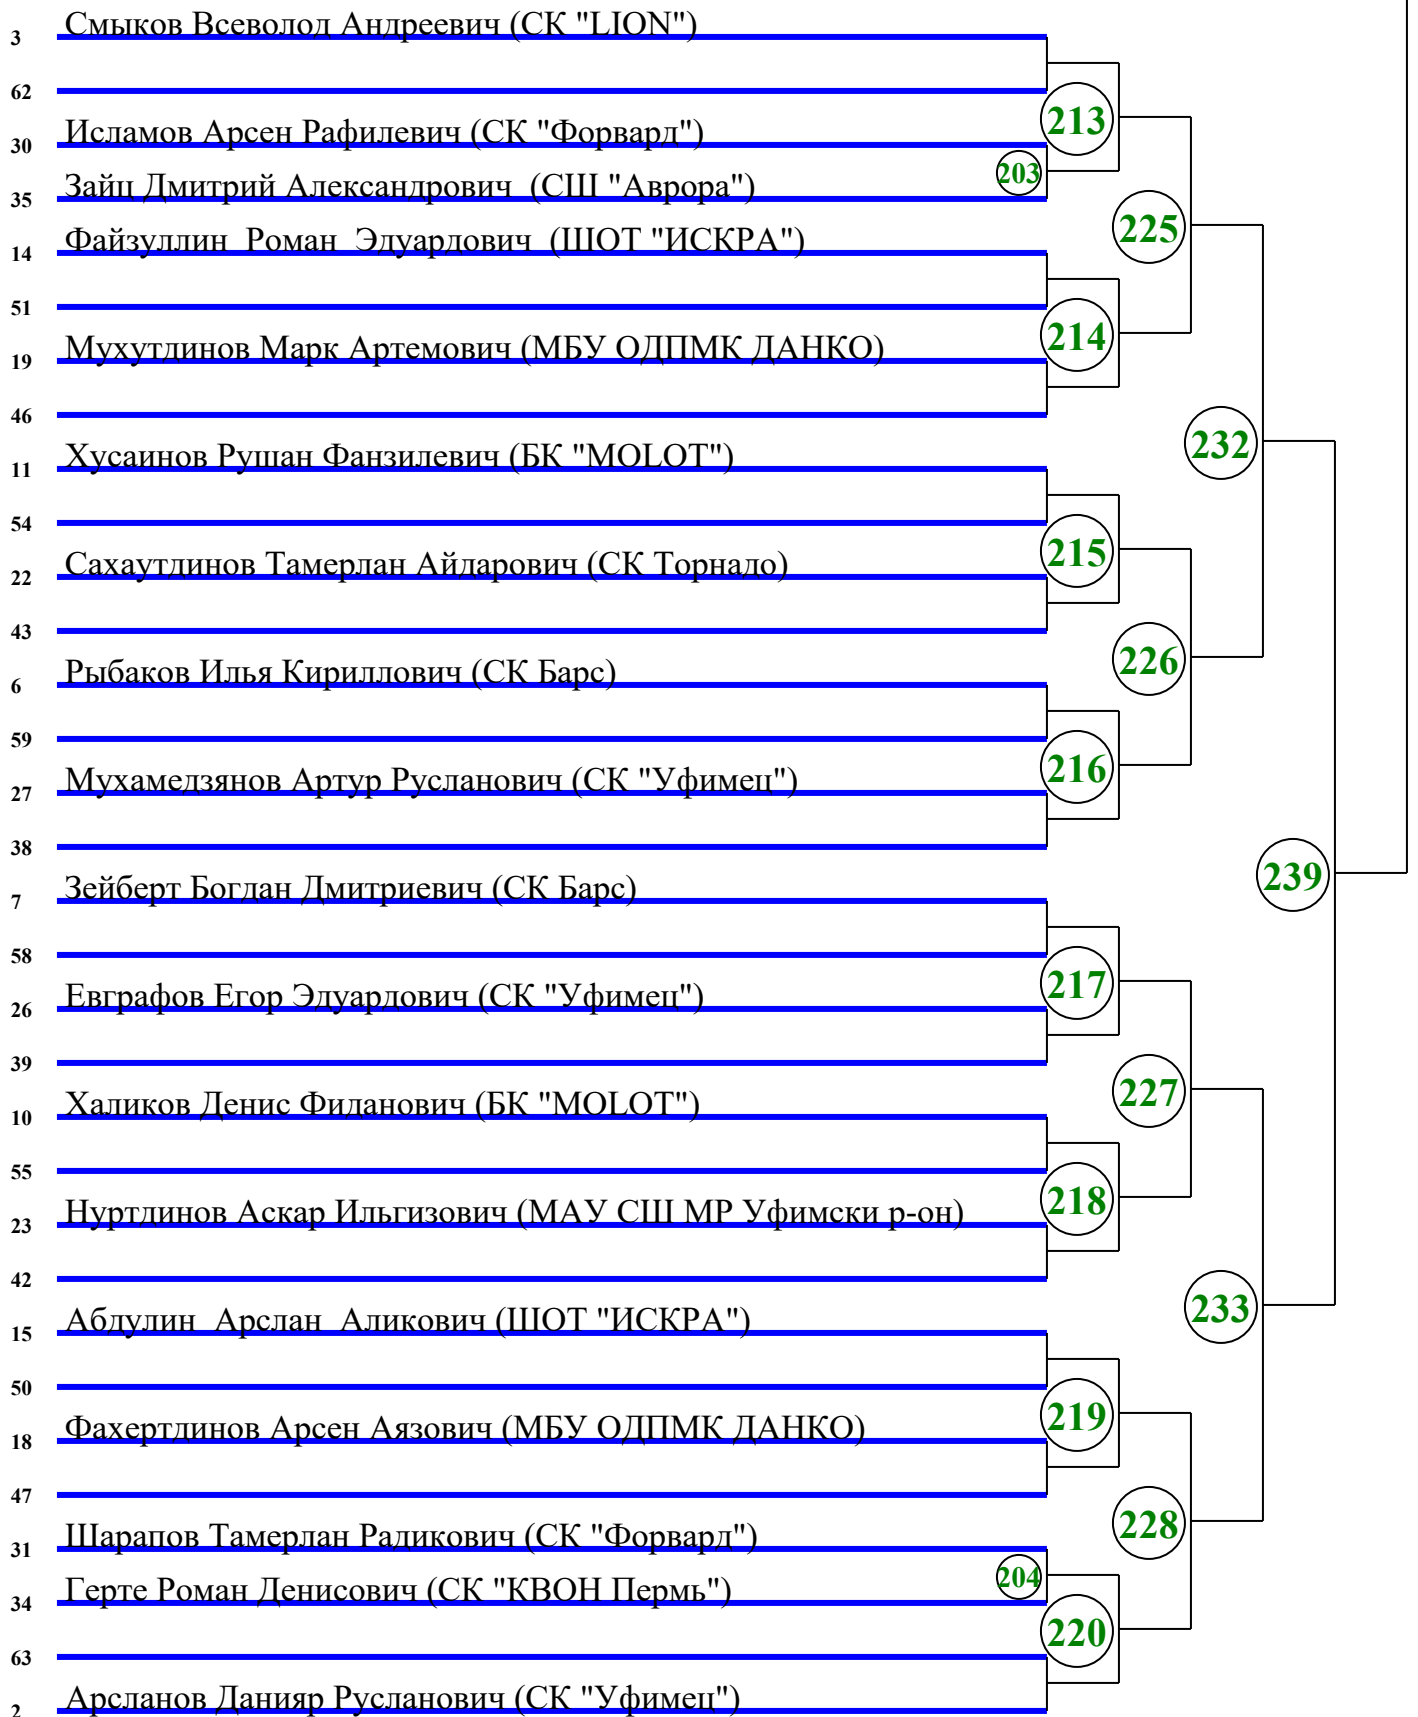 3 Смыков Всеволод Андреевич (СК "LION")
62
213
30 Исламов Арсен Рафилевич (СК "Форвард")
203
35 Зайц Дмитрий Александрович (СШ "Аврора")
225
14 Файзуллин Роман Эдуардович (ШОТ "ИСКРА")
51
214
19 Мухутдинов Марк Артемович (МБУ ОДПМК ДАНКО)
46
232
11 Хусаинов Рушан Фанзилевич (БК "MOLOT")
54
215
22 Сахаутдинов Тамерлан Айдарович (СК Торнадо)
43
226
6 Рыбаков Илья Кириллович (СК Барс)
59
216
27 Мухамедзянов Артур Русланович (СК "Уфимец")
38
239
7 Зейберт Богдан Дмитриевич (СК Барс)
58
217
26 Евграфов Егор Эдуардович (СК "Уфимец")
39
227
10 Халиков Денис Фиданович (БК "MOLOT")
55
218
23 Нуртдинов Аскар Ильгизович (МАУ СШ МР Уфимски р-он)
42
233
15 Абдулин Арслан Аликович (ШОТ "ИСКРА")
50
219
18 Фахертдинов Арсен Аязович (МБУ ОДПМК ДАНКО)
47
228
31 Шарапов Тамерлан Радикович (СК "Форвард")
204
34 Герте Роман Денисович (СК "КВОН Пермь")
220
63
2 Арсланов Данияр Русланович (СК "Уфимец")